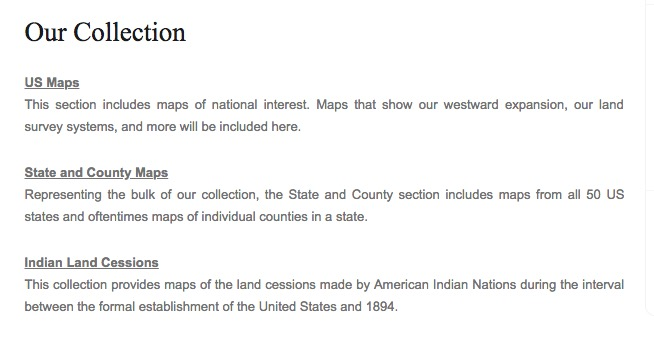 Our Collection
US Maps
This section includes maps of national interest. Maps that show our westward expansion, our land
survey systems, and more will be included here.
State and County Maps
Representing the bulk of our collection, the State and County section includes maps from all 50 US
states and oftentimes maps of individual counties in a state.
Indian Land Cessions
This collection provides maps of the land cessions made by American Indian Nations during the interval
between the formal establishment of the United States and 1894.